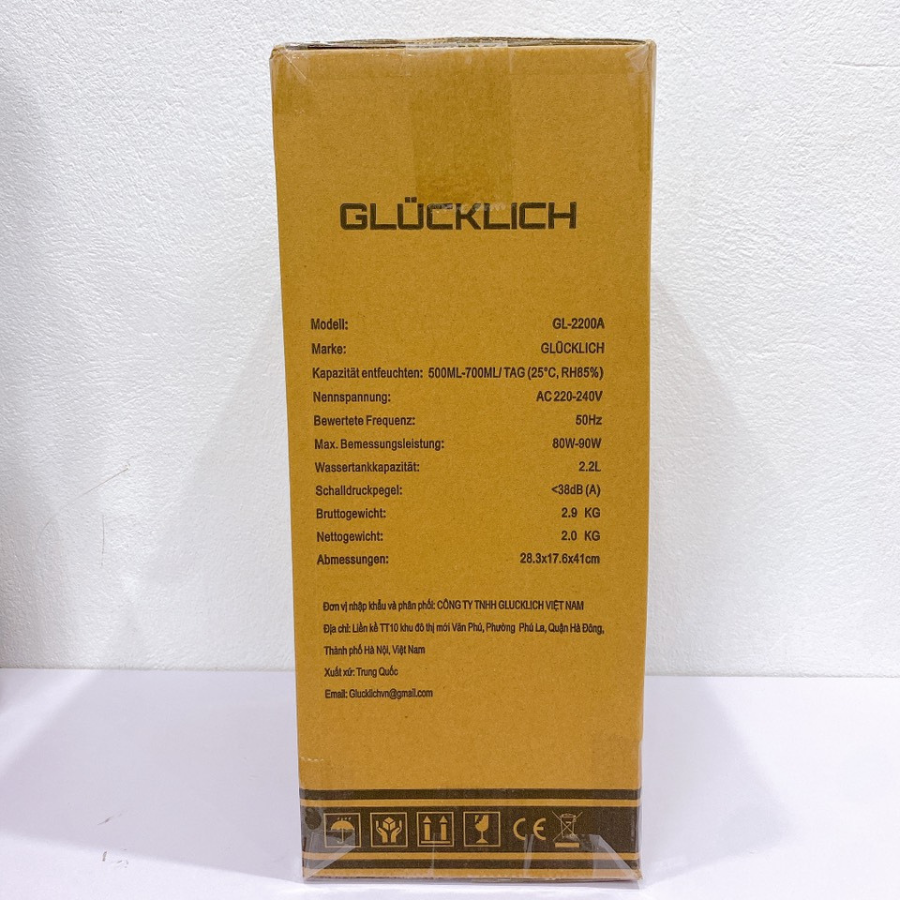 GLÜCKLICH
Modell: GL-2200A
Marke: GLÜCKLICH
Kapazität entfeuchten: 500ML-700ML/ TAG (25°C, RH85%)
Nennspannung: AC 220-240V
Bewertete Frequenz: 50Hz
Max. Bemessungsleistung: 80W-90W
Wassertankkapazität: 2.2L
Schalldruckpegel: <38dB (A)
Bruttogewicht: 2.9 KG
Nettogewicht: 2.0 KG
Abmessungen: 28.3x17.6x41cm
Đơn vị nhập khẩu và phân phối: CÔNG TY TNHH GLUCKLICH VIỆT NAM
Địa chỉ: Liền kề TT10 khu đô thị mới Văn Phú, Phường Phú La, Quận Hà Đông,
Thành phố Hà Nội, Việt Nam
Xuất xứ: Trung Quốc
Email: Glucklichvn@gmail.com
CE